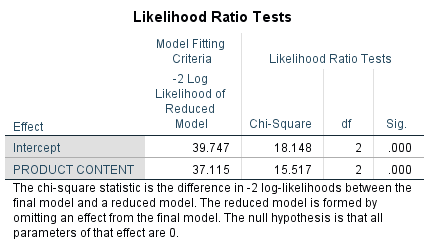 Likelihood Ratio Tests
Model Fitting
Criteria
Likelihood Ratio Tests
-2 Log
Likelihood of
Reduced
Effect Model Chi-Square df Sig.
Intercept 39.747 18.148 2 .000
PRODUCT CONTENT 37.115 15.517 2 .000
The chi-square statistic is the difference in -2 log-likelihoods between the
final model and a reduced model. The reduced model is formed by
omitting an effect from the final model. The null hypothesis is that all
parameters of that effect are 0.